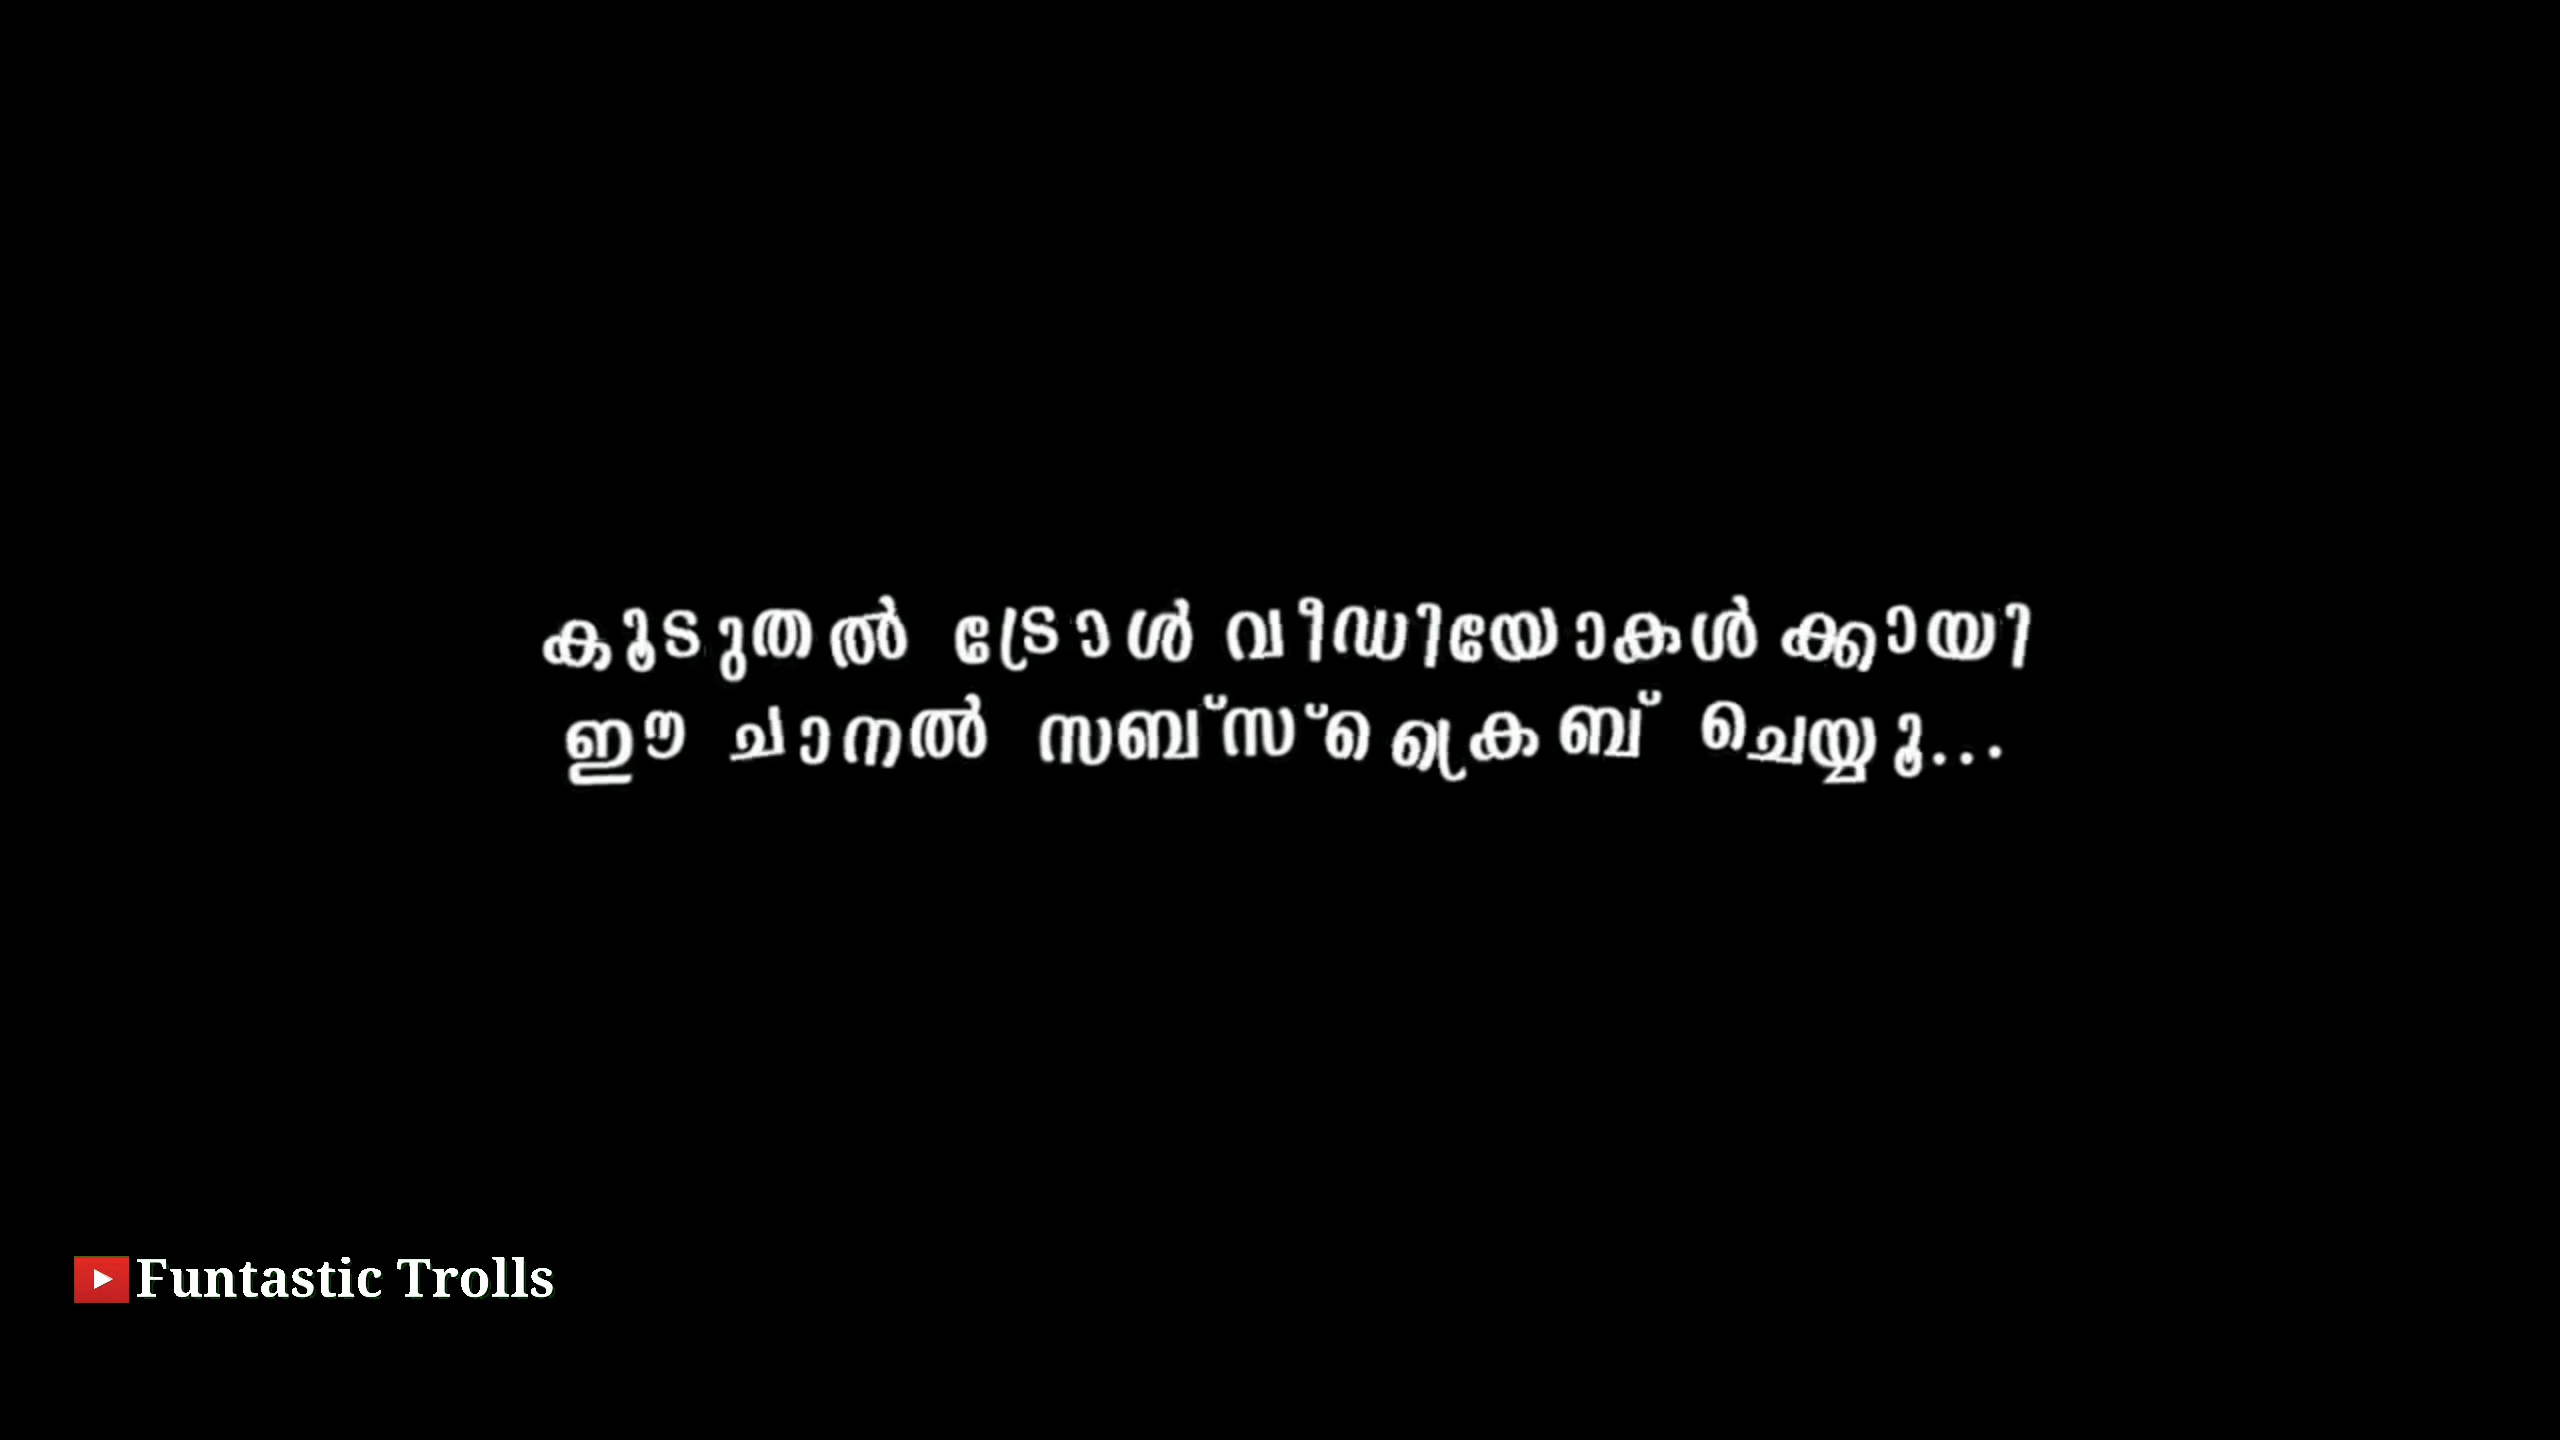 കൂടുതൽ ട്രോൾ വീഡിയോകൾക്കായി
ഈ ചാനൽ സബ്സ്ക്രൈബ് ചെയ്യൂ...
Funtastic Trolls